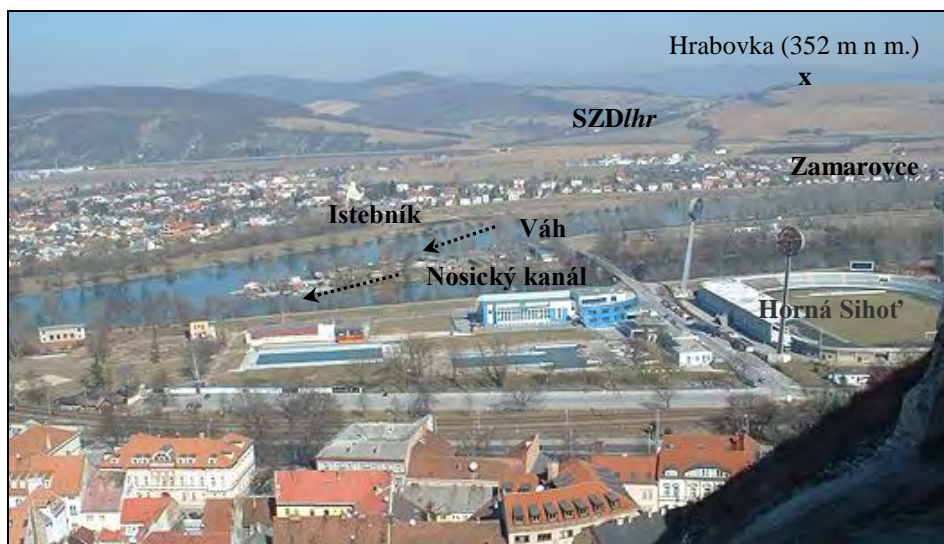 Hrabovka (352 m n m.)
x
SZDlhr
Zamarovce
Istebník
Váh
Nosický kanál
Horná Sihoť